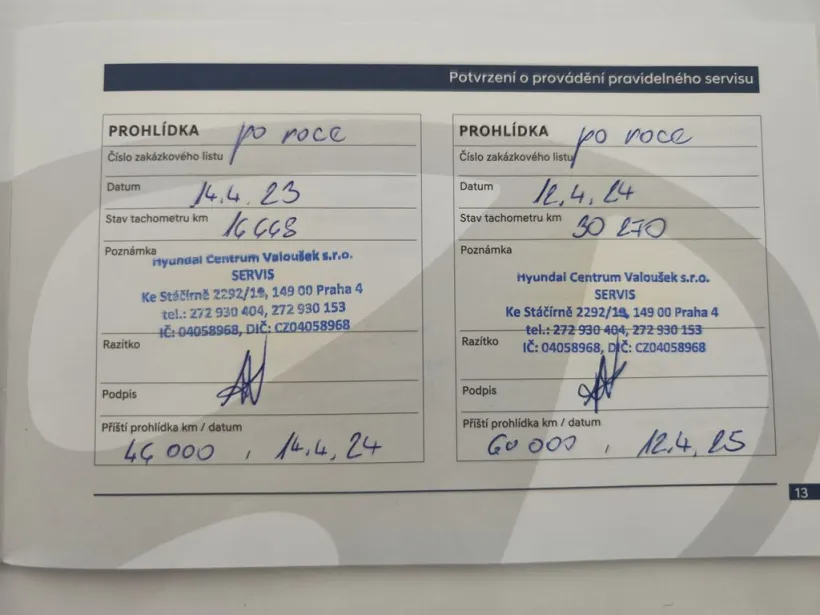 Potvrzení o provádění pravidelného servisu
PROHLÍDKA po roce
Číslo zakázkového listu
Datum 14.4.23
Stav tachometru km 16 668
Poznámka
Hyundai Centrum Valoušek s.r.o.
SERVIS
Ke Stáčírně 2292/19, 149 00 Praha 4
tel.: 272 930 404, 272 930 153
IČ: 04058968, DIČ: CZ04058968
Razítko
Podpis
Příští prohlídka km / datum
46 000, 14.4.24
PROHLÍDKA po roce
Číslo zakázkového listu
Datum 12.4.24
Stav tachometru km 30 270
Poznámka
Hyundai Centrum Valoušek s.r.o.
SERVIS
Ke Stáčírně 2292/19, 149 00 Praha 4
tel.: 272 930 404, 272 930 153
IČ: 04058968, DIČ: CZ04058968
Razítko
Podpis
Příští prohlídka km / datum
60 000, 12.4.25
13